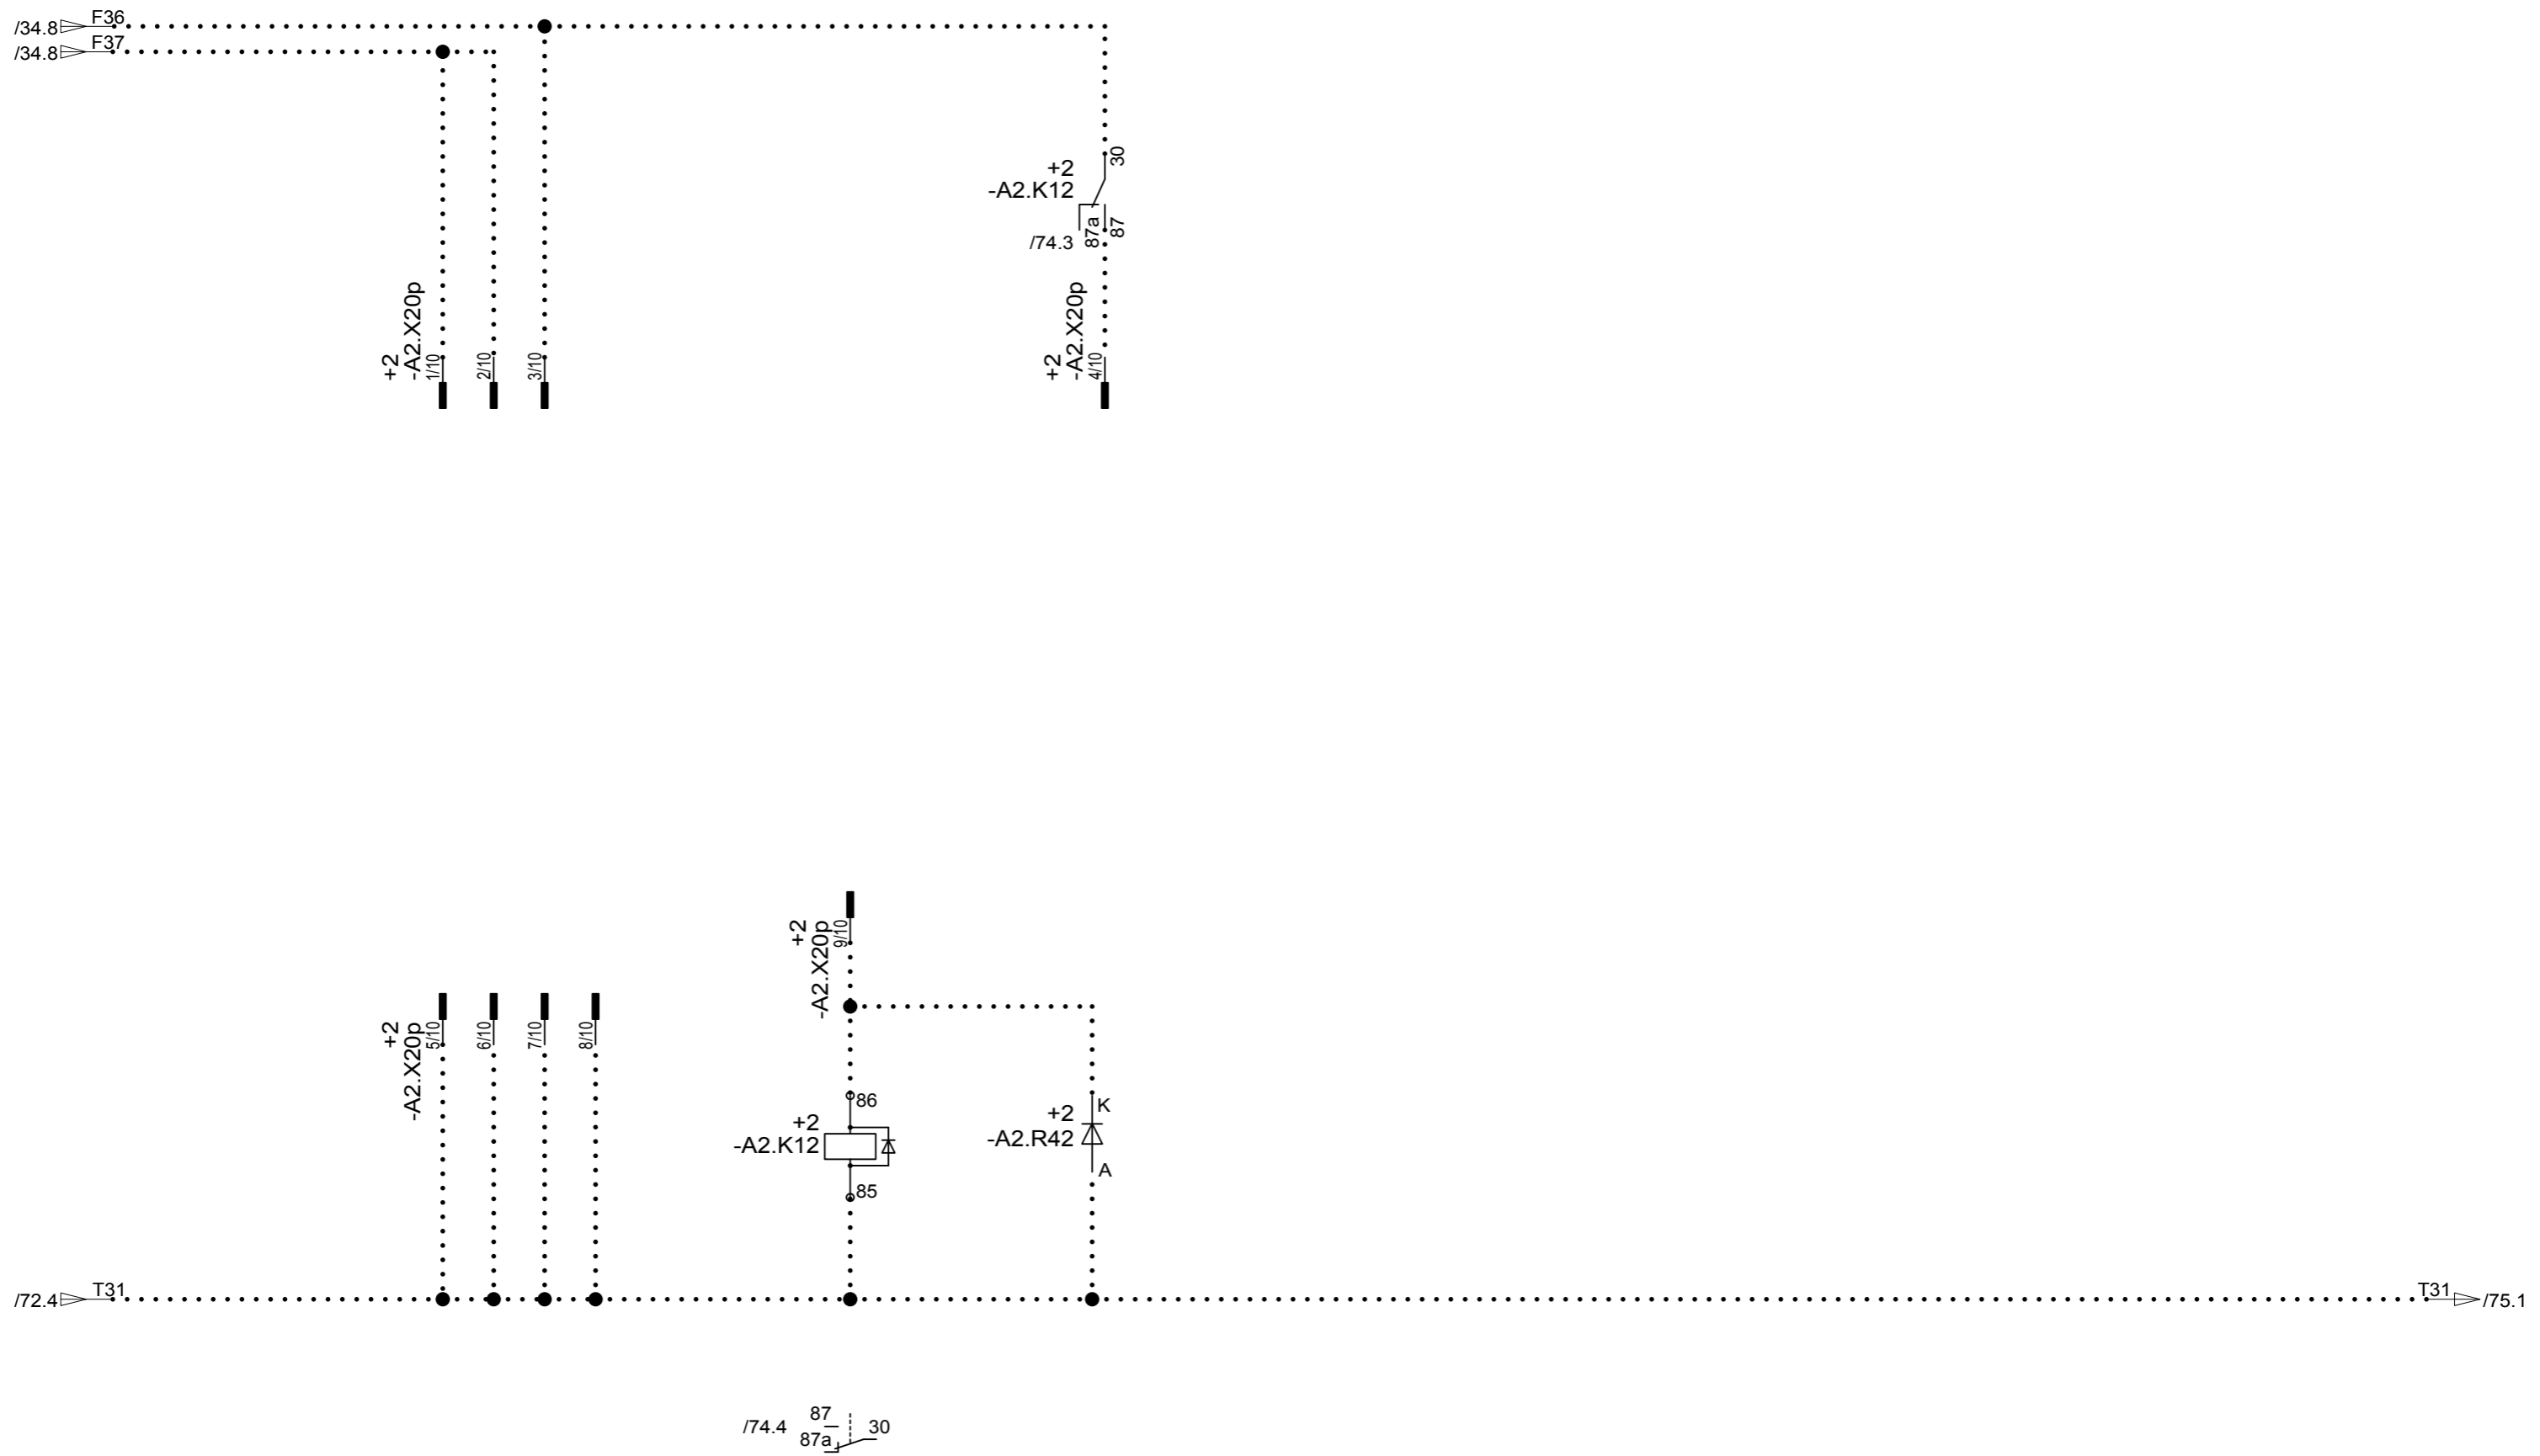 /34.8 F36
/34.8 F37
30
+2
-A2.K12
87a
87
/74.3
+2
-A2.X20p
1/10
2/10
3/10
+2
-A2.X20p
4/10
+2
-A2.X20p
9/10
+2
-A2.X20p
5/10
6/10
7/10
8/10
86
+2
-A2.K12
85
K
+2
-A2.R42
A
/72.4 T31
T31 /75.1
/74.4 87 30
87a